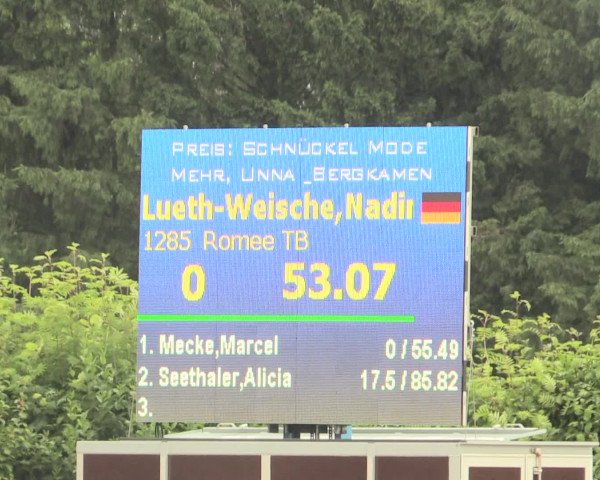 Preis: Schnückel Mode
Mehr, Unna _Bergkamen
Lueth-Weische,Nadin
1285 Romee TB
0 53.07
1. Mecke,Marcel 0 / 55.49
2. Seethaler,Alicia 17.5 / 85.82
3.